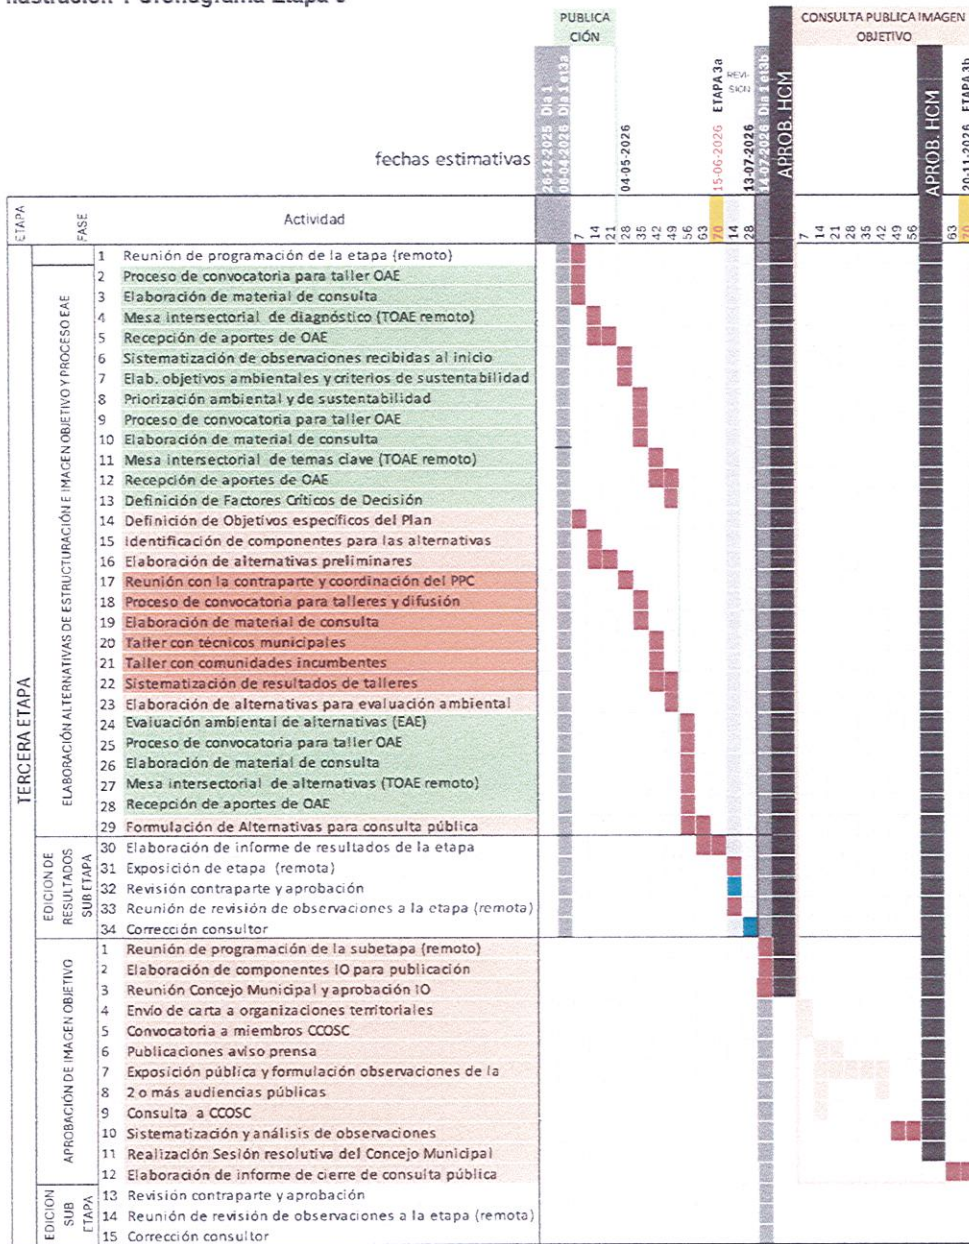 Ilustración 1 Cronograma Etapa 3
PUBLICA
CIÓN
CONSULTA PUBLICA IMAGEN
OBJETIVO
fechas estimativas
26-12-2025 Día 1
06-04-2026 Día 1 et3a
04-05-2026
15-06-2026 ETAPA 3a
REVI-
SIÓN
13-07-2026
14-07-2026 Día 1 et3b
APROB. HCM
APROB. HCM
20-11-2026 ETAPA 3b
ETAPA
FASE
Actividad
7 14 21 28 35 42 49 56 63 70 14 28
7 14 21 28 35 42 49 56 63 70
TERCERA ETAPA
ELABORACIÓN ALTERNATIVAS DE ESTRUCTURACIÓN E IMAGEN OBJETIVO Y PROCESO EAE
1 Reunión de programación de la etapa (remoto)
2 Proceso de convocatoria para taller OAE
3 Elaboración de material de consulta
4 Mesa intersectorial de diagnóstico (TOAE remoto)
5 Recepción de aportes de OAE
6 Sistematización de observaciones recibidas al inicio
7 Elab. objetivos ambientales y criterios de sustentabilidad
8 Priorización ambiental y de sustentabilidad
9 Proceso de convocatoria para taller OAE
10 Elaboración de material de consulta
11 Mesa intersectorial de temas clave (TOAE remoto)
12 Recepción de aportes de OAE
13 Definición de Factores Críticos de Decisión
14 Definición de Objetivos específicos del Plan
15 Identificación de componentes para las alternativas
16 Elaboración de alternativas preliminares
17 Reunión con la contraparte y coordinación del PPC
18 Proceso de convocatoria para talleres y difusión
19 Elaboración de material de consulta
20 Taller con técnicos municipales
21 Taller con comunidades incumbentes
22 Sistematización de resultados de talleres
23 Elaboración de alternativas para evaluación ambiental
24 Evaluación ambiental de alternativas (EAE)
25 Proceso de convocatoria para taller OAE
26 Elaboración de material de consulta
27 Mesa intersectorial de alternativas (TOAE remoto)
28 Recepción de aportes de OAE
29 Formulación de Alternativas para consulta pública
EDICION DE
RESULTADOS
SUB ETAPA
30 Elaboración de informe de resultados de la etapa
31 Exposición de etapa (remota)
32 Revisión contraparte y aprobación
33 Reunión de revisión de observaciones a la etapa (remota)
34 Corrección consultor
APROBACIÓN DE IMAGEN OBJETIVO
1 Reunión de programación de la subetapa (remoto)
2 Elaboración de componentes IO para publicación
3 Reunión Concejo Municipal y aprobación IO
4 Envío de carta a organizaciones territoriales
5 Convocatoria a miembros CCOSC
6 Publicaciones aviso prensa
7 Exposición pública y formulación observaciones de la
8 2 o más audiencias públicas
9 Consulta a CCOSC
10 Sistematización y análisis de observaciones
11 Realización Sesión resolutiva del Concejo Municipal
12 Elaboración de informe de cierre de consulta pública
EDICION
SUB
ETAPA
13 Revisión contraparte y aprobación
14 Reunión de revisión de observaciones a la etapa (remota)
15 Corrección consultor